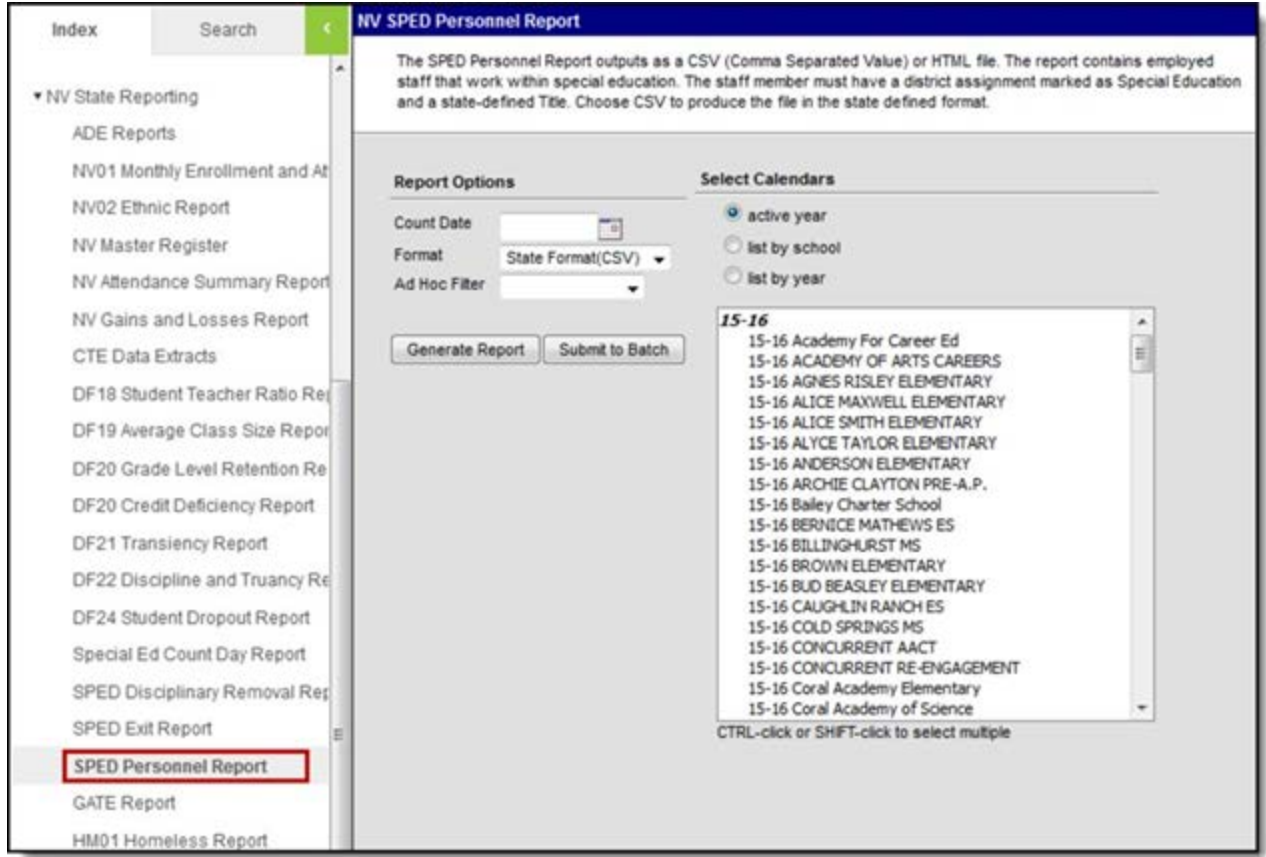 Index
Search
NV State Reporting
ADE Reports
NV01 Monthly Enrollment and At
NV02 Ethnic Report
NV Master Register
NV Attendance Summary Report
NV Gains and Losses Report
CTE Data Extracts
DF18 Student Teacher Ratio Rep
DF19 Average Class Size Repor
DF20 Grade Level Retention Re
DF20 Credit Deficiency Report
DF21 Transiency Report
DF22 Discipline and Truancy Re
DF24 Student Dropout Report
Special Ed Count Day Report
SPED Disciplinary Removal Rep
SPED Exit Report
SPED Personnel Report
GATE Report
HM01 Homeless Report
NV SPED Personnel Report
The SPED Personnel Report outputs as a CSV (Comma Separated Value) or HTML file. The report contains employed
staff that work within special education. The staff member must have a district assignment marked as Special Education
and a state-defined Title. Choose CSV to produce the file in the state defined format.
Report Options
Count Date
Format State Format(CSV)
Ad Hoc Filter
Generate Report Submit to Batch
Select Calendars
active year
list by school
list by year
15-16
15-16 Academy For Career Ed
15-16 ACADEMY OF ARTS CAREERS
15-16 AGNES RISLEY ELEMENTARY
15-16 ALICE MAXWELL ELEMENTARY
15-16 ALICE SMITH ELEMENTARY
15-16 ALYCE TAYLOR ELEMENTARY
15-16 ANDERSON ELEMENTARY
15-16 ARCHIE CLAYTON PRE-A.P.
15-16 Bailey Charter School
15-16 BERNICE MATHEWS ES
15-16 BILLINGHURST MS
15-16 BROWN ELEMENTARY
15-16 BUD BEASLEY ELEMENTARY
15-16 CAUGHLIN RANCH ES
15-16 COLD SPRINGS MS
15-16 CONCURRENT AACT
15-16 CONCURRENT RE-ENGAGEMENT
15-16 Coral Academy Elementary
15-16 Coral Academy of Science
CTRL-click or SHIFT-click to select multiple